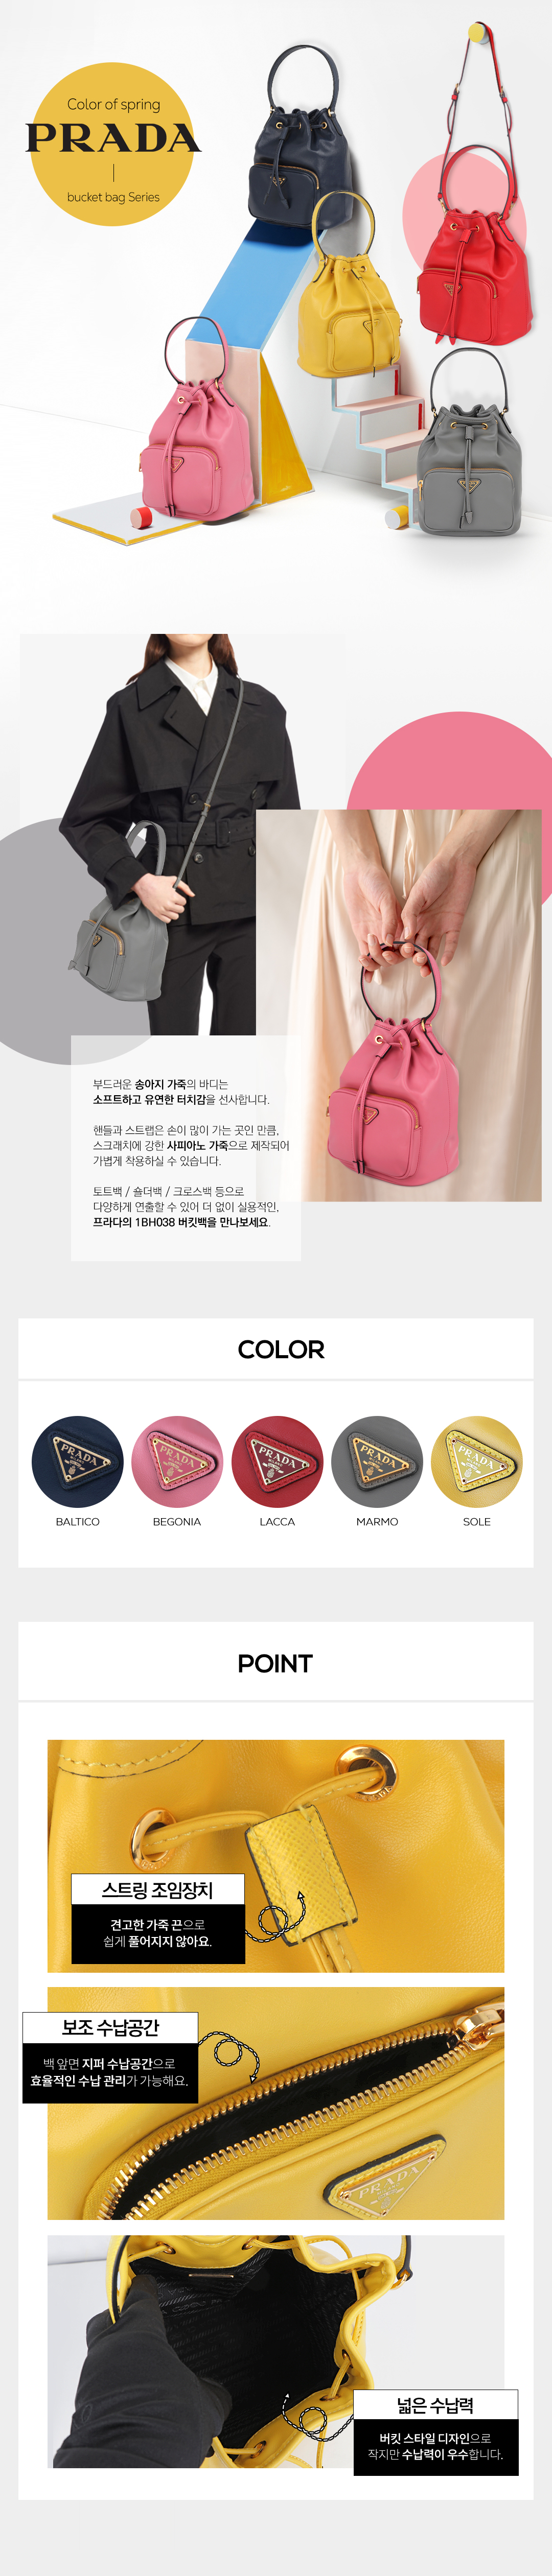 Color of spring
PRADA
bucket bag Series
부드러운 송아지 가죽의 바디는
소프트하고 유연한 터치감을 선사합니다.
핸들과 스트랩은 손이 많이 가는 곳인 만큼,
스크래치에 강한 사피아노 가죽으로 제작되어
가볍게 착용하실 수 있습니다.
토트백 / 숄더백 / 크로스백 등으로
다양하게 연출할 수 있어 더 없이 실용적인,
프라다의 1BH038 버킷백을 만나보세요.
COLOR
PRADA
PRADA
PRADA
PRADA
PRADA
BALTICO
BEGONIA
LACCA
MARMO
SOLE
POINT
스트링 조임장치
견고한 가죽 끈으로
쉽게 풀어지지 않아요.
보조 수납공간
백 앞면 지퍼 수납공간으로
효율적인 수납 관리가 가능해요.
PRADA
넓은 수납력
버킷 스타일 디자인으로
작지만 수납력이 우수합니다.